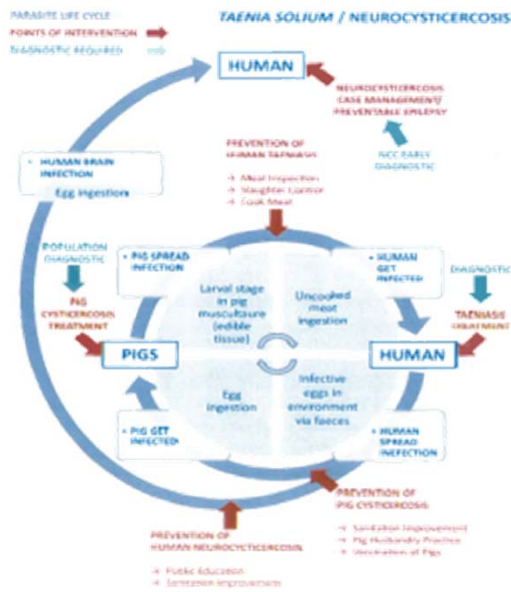 PARASITE LIFE CYCLE
POINTS OF INTERVENTION
DIAGNOSTIC REQUIRED
TAENIA SOLIUM / NEUROCYSTICERCOSIS
HUMAN
NEUROCYSTICERCOSIS
CASE MANAGEMENT/
PREVENTABLE EPILEPSY
NCC EARLY
DIAGNOSTIC
PREVENTION OF
HUMAN TAENIASIS
→ Meat Inspection
→ Slaughter Control
→ Cook Meat
• HUMAN BRAIN
INFECTION
Egg ingestion
POPULATION
DIAGNOSTIC
PIG
CYSTICERCOSIS
TREATMENT
• PIG SPREAD
INFECTION
Larval stage
in pig
musculature
(edible
tissue)
Uncooked
meat
ingestion
• HUMAN
GET
INFECTED
DIAGNOSTIC
TAENIASIS
TREATMENT
PIGS
HUMAN
Egg
ingestion
Infective
eggs in
environment
via faeces
• PIG GET
INFECTED
• HUMAN
SPREAD
INEFECTION
PREVENTION OF
PIG CYSTICERCOSIS
→ Sanitation Improvement
→ Pig Husbandry Practice
→ Vaccination of Pigs
PREVENTION OF
HUMAN NEUROCYCTICERCOSIS
→ Public Education
→ Sanitation Improvement